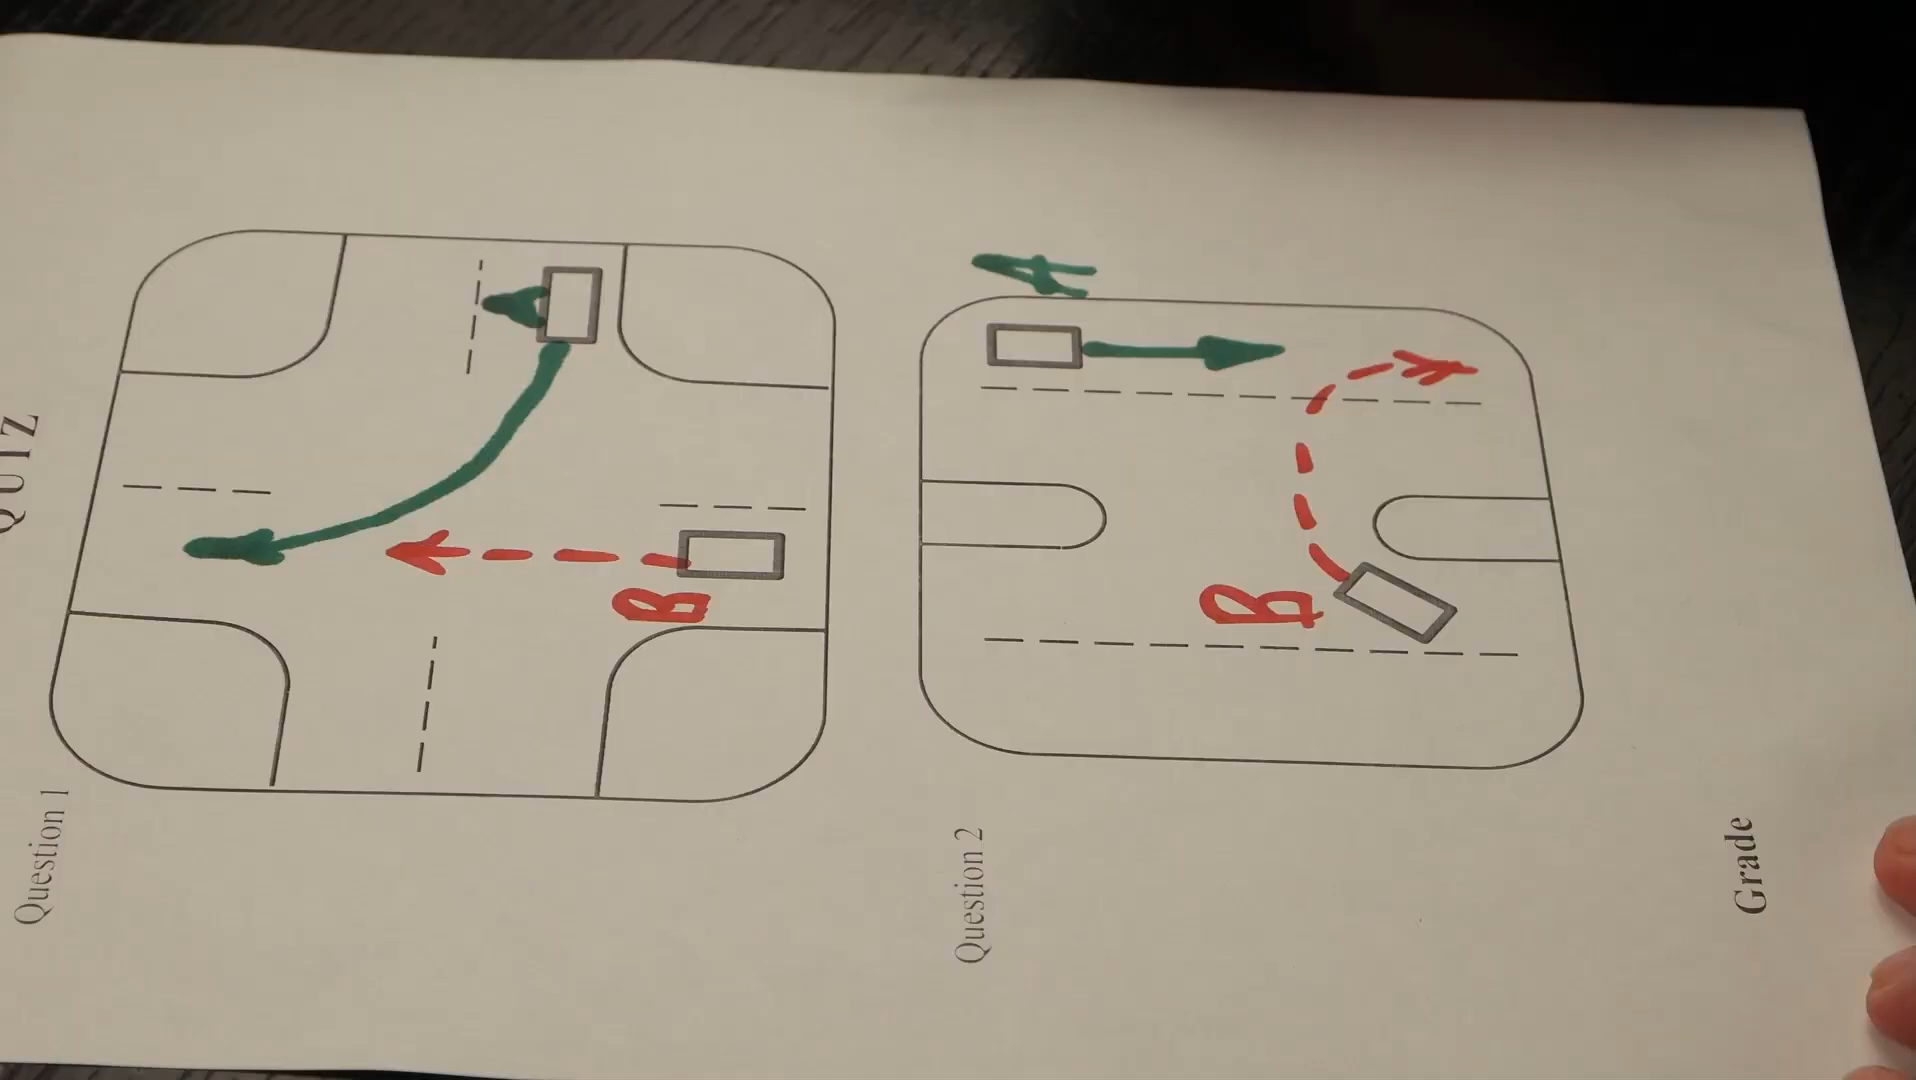 QUIZ
Question 1
A
B
Question 2
A
B
Grade